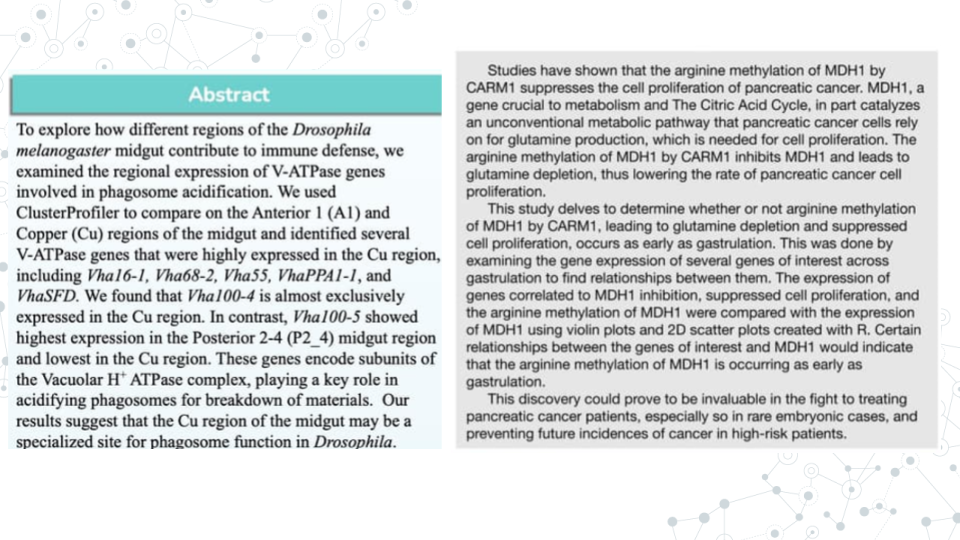 Abstract
To explore how different regions of the Drosophila
melanogaster midgut contribute to immune defense, we
examined the regional expression of V-ATPase genes
involved in phagosome acidification. We used
ClusterProfiler to compare on the Anterior 1 (A1) and
Copper (Cu) regions of the midgut and identified several
V-ATPase genes that were highly expressed in the Cu region,
including Vha16-1, Vha68-2, Vha55, VhaPPA1-1, and
VhaSFD. We found that Vha100-4 is almost exclusively
expressed in the Cu region. In contrast, Vha100-5 showed
highest expression in the Posterior 2-4 (P2_4) midgut region
and lowest in the Cu region. These genes encode subunits of
the Vacuolar H⁺ ATPase complex, playing a key role in
acidifying phagosomes for breakdown of materials. Our
results suggest that the Cu region of the midgut may be a
specialized site for phagosome function in Drosophila.
Studies have shown that the arginine methylation of MDH1 by
CARM1 suppresses the cell proliferation of pancreatic cancer. MDH1, a
gene crucial to metabolism and The Citric Acid Cycle, in part catalyzes
an unconventional metabolic pathway that pancreatic cancer cells rely
on for glutamine production, which is needed for cell proliferation. The
arginine methylation of MDH1 by CARM1 inhibits MDH1 and leads to
glutamine depletion, thus lowering the rate of pancreatic cancer cell
proliferation.
This study delves to determine whether or not arginine methylation
of MDH1 by CARM1, leading to glutamine depletion and suppressed
cell proliferation, occurs as early as gastrulation. This was done by
examining the gene expression of several genes of interest across
gastrulation to find relationships between them. The expression of
genes correlated to MDH1 inhibition, suppressed cell proliferation, and
the arginine methylation of MDH1 were compared with the expression
of MDH1 using violin plots and 2D scatter plots created with R. Certain
relationships between the genes of interest and MDH1 would indicate
that the arginine methylation of MDH1 is occurring as early as
gastrulation.
This discovery could prove to be invaluable in the fight to treating
pancreatic cancer patients, especially so in rare embryonic cases, and
preventing future incidences of cancer in high-risk patients.